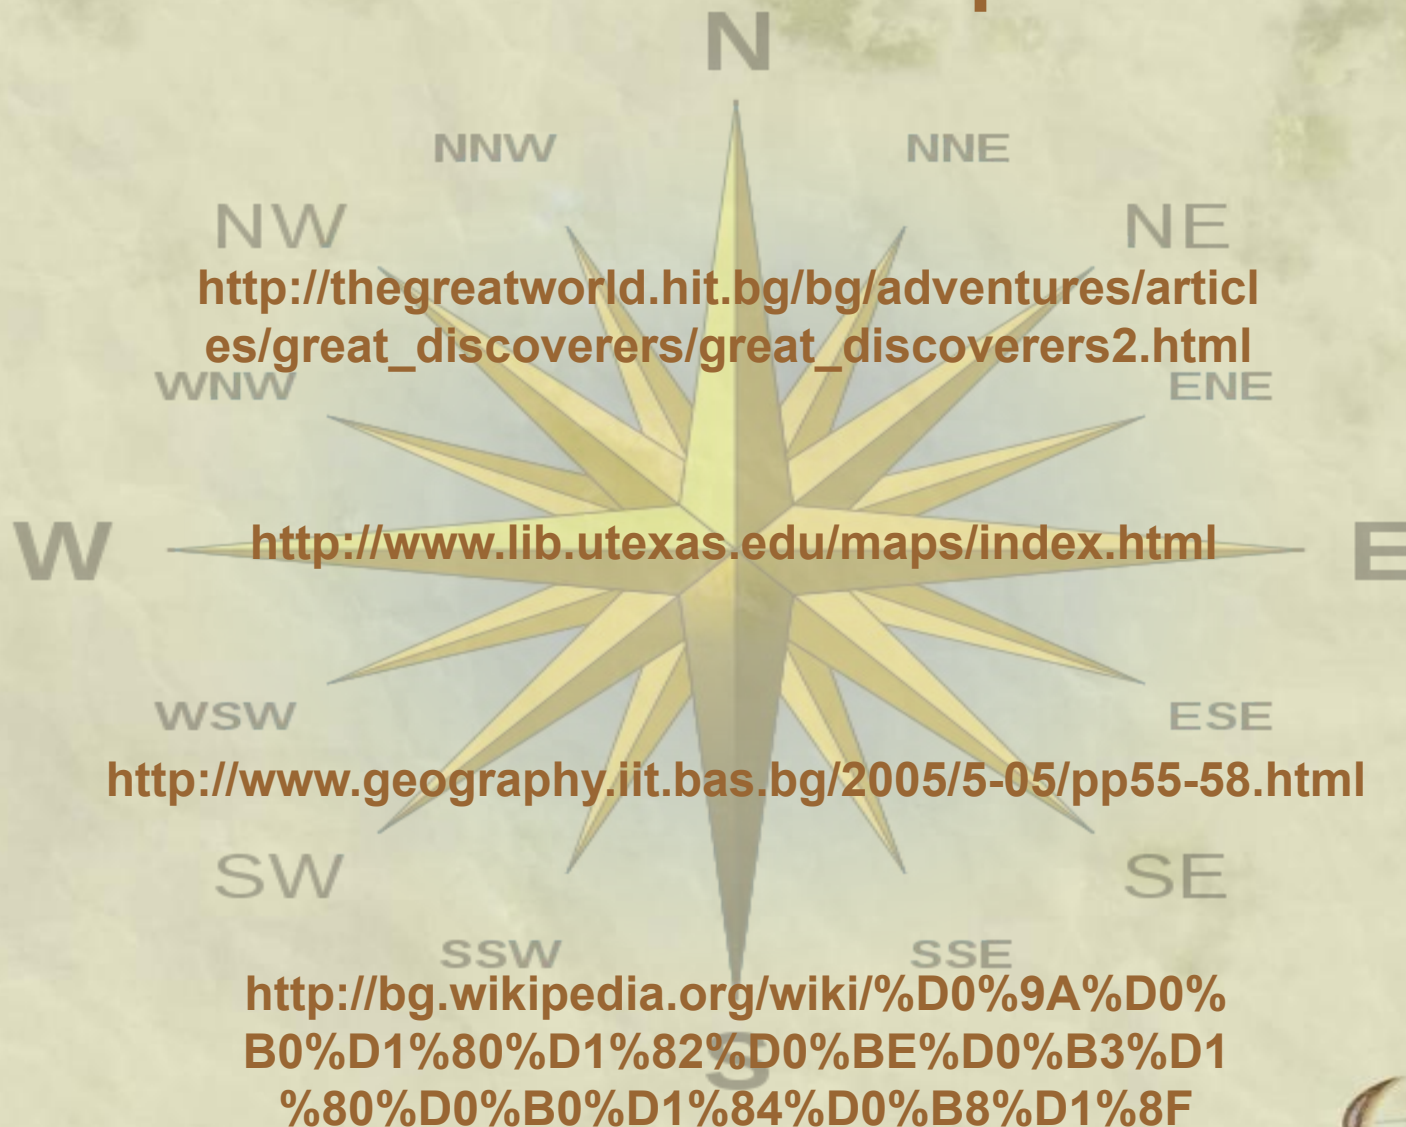 N
NNW NNE
NW NE
http://thegreatworld.hit.bg/bg/adventures/articl
es/great_discoverers/great_discoverers2.html
WNW ENE
W http://www.lib.utexas.edu/maps/index.html E
WSW ESE
http://www.geography.iit.bas.bg/2005/5-05/pp55-58.html
SW SE
SSW SSE
http://bg.wikipedia.org/wiki/%D0%9A%D0%
B0%D1%80%D1%82%D0%BE%D0%B3%D1
S
%80%D0%B0%D1%84%D0%B8%D1%8F